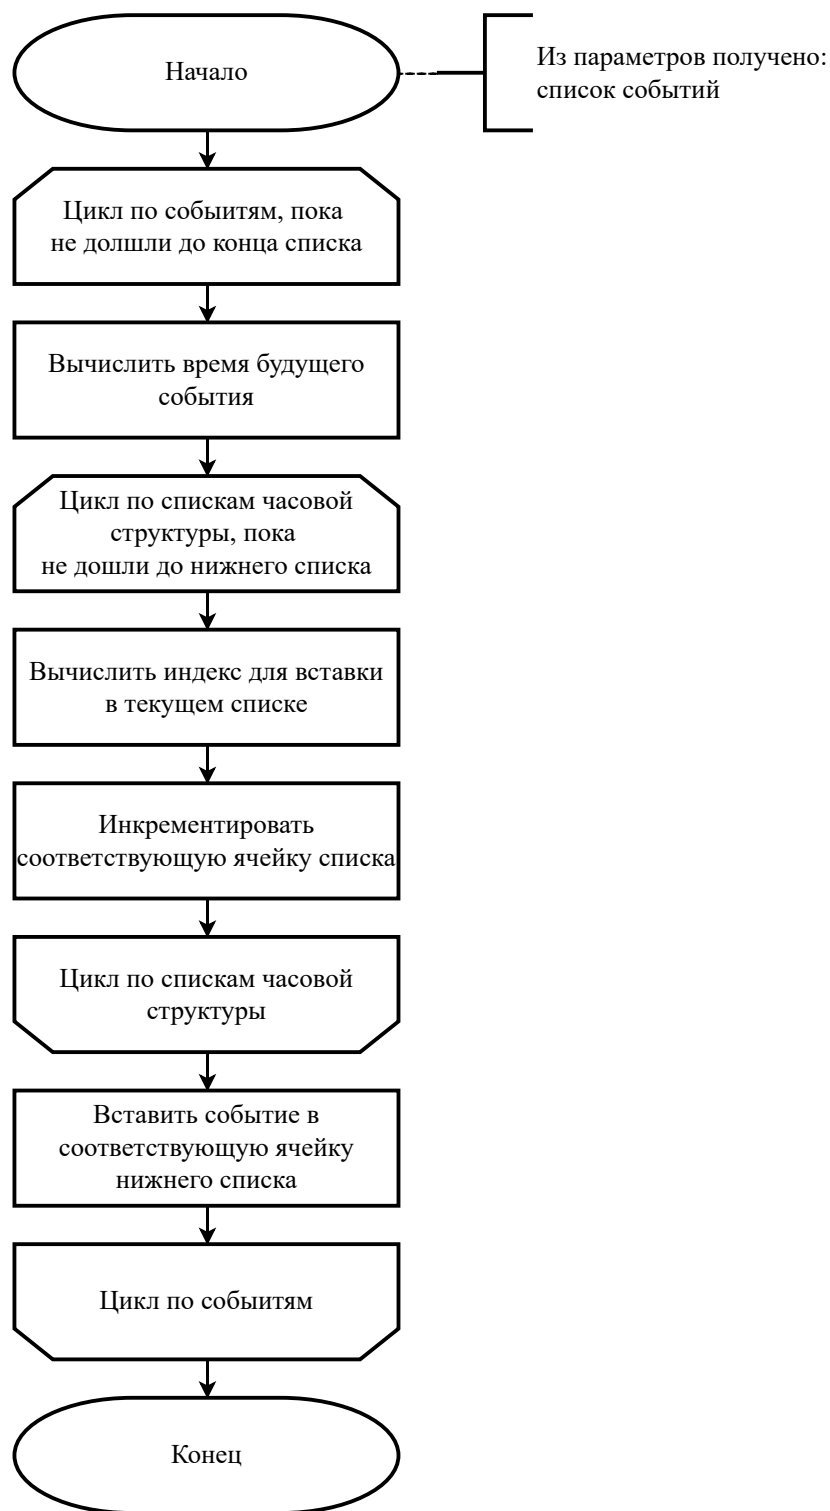 Начало
Из параметров получено:
список событий
Цикл по собыитям, пока
не долшли до конца списка
Вычислить время будущего
события
Цикл по спискам часовой
структуры, пока
не дошли до нижнего списка
Вычислить индекс для вставки
в текущем списке
Инкрементировать
соответствующую ячейку списка
Цикл по спискам часовой
структуры
Вставить событие в
соответствующую ячейку
нижнего списка
Цикл по собыитям
Конец